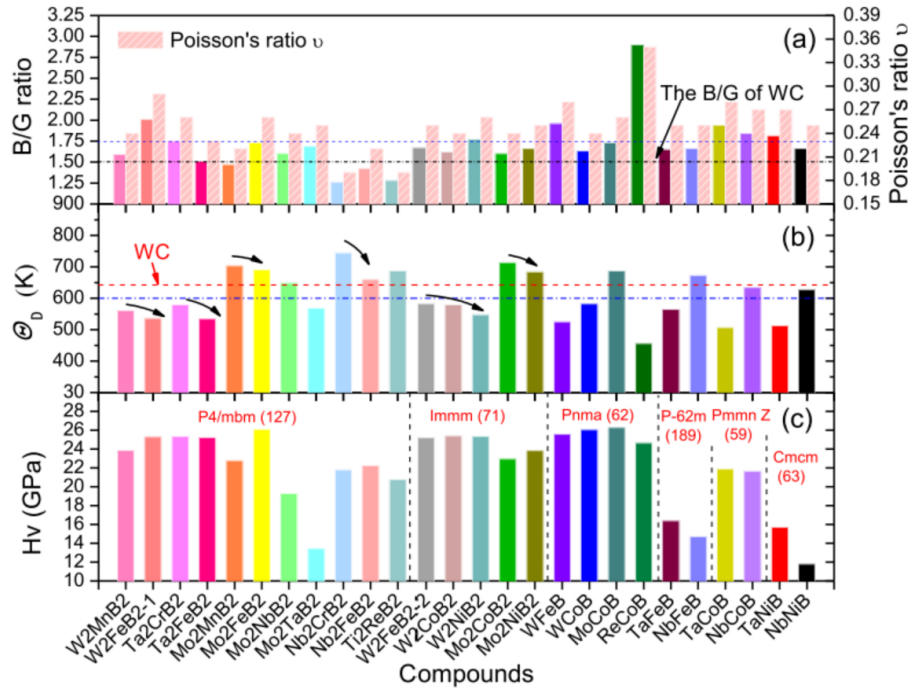 3.25
3.00
2.75
2.50
2.25
2.00
1.75
1.50
1.25
900
B/G ratio
Poisson's ratio υ
(a)
The B/G of WC
0.39
0.36
0.33
0.30
0.27
0.24
0.21
0.18
0.15
Poisson's ratio υ
800
700
600
500
400
30
Θ_D (K)
WC
(b)
28
26
24
22
20
18
16
14
12
10
Hv (GPa)
P4/mbm (127)
Immm (71)
Pnma (62)
P-62m
(189)
Pmmn Z
(59)
(c)
Cmcm
(63)
W2MnB2
W2FeB2-1
Ta2CrB2
Ta2FeB2
Mo2MnB2
Mo2FeB2
Mo2NbB2
Mo2TaB2
Nb2CrB2
Nb2FeB2
Ti2ReB2
W2FeB2-2
W2CoB2
W2NiB2
Mo2CoB2
Mo2NiB2
WFeB
WCoB
MoCoB
ReCoB
TaFeB
NbFeB
TaCoB
NbCoB
TaNiB
NbNiB
Compounds